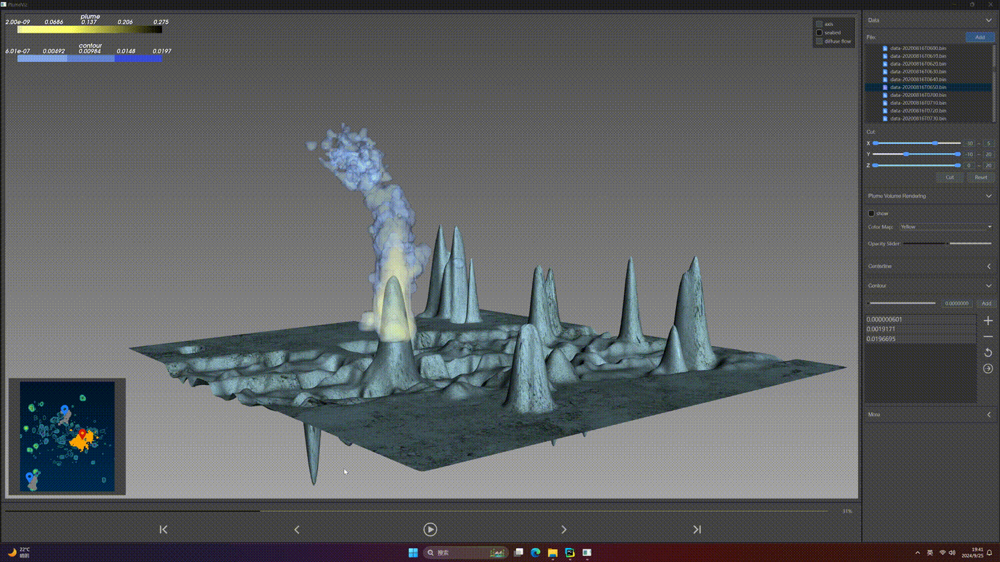 PlumeViz
plume
2.00e-09 0.0686 0.137 0.206 0.275
contour
6.01e-07 0.00492 0.00984 0.0148 0.0197
axis
seabed
diffuse flow
Data
File: Add
data-20200816T0600.bin
data-20200816T0610.bin
data-20200816T0620.bin
data-20200816T0630.bin
data-20200816T0640.bin
data-20200816T0650.bin
data-20200816T0700.bin
data-20200816T0710.bin
data-20200816T0720.bin
data-20200816T0730.bin
Cut:
X -30 ~ 5
Y -10 ~ 20
Z 0 ~ 20
Cut Reset
Plume Volume Rendering
show
Color Map: Yellow
Opacity Slider:
Centerline
Contour
0.0000000 Add
0.000000601
0.0019171
0.0196695
More
31%
22°C
晴朗
搜索
英
19:41
2024/9/25